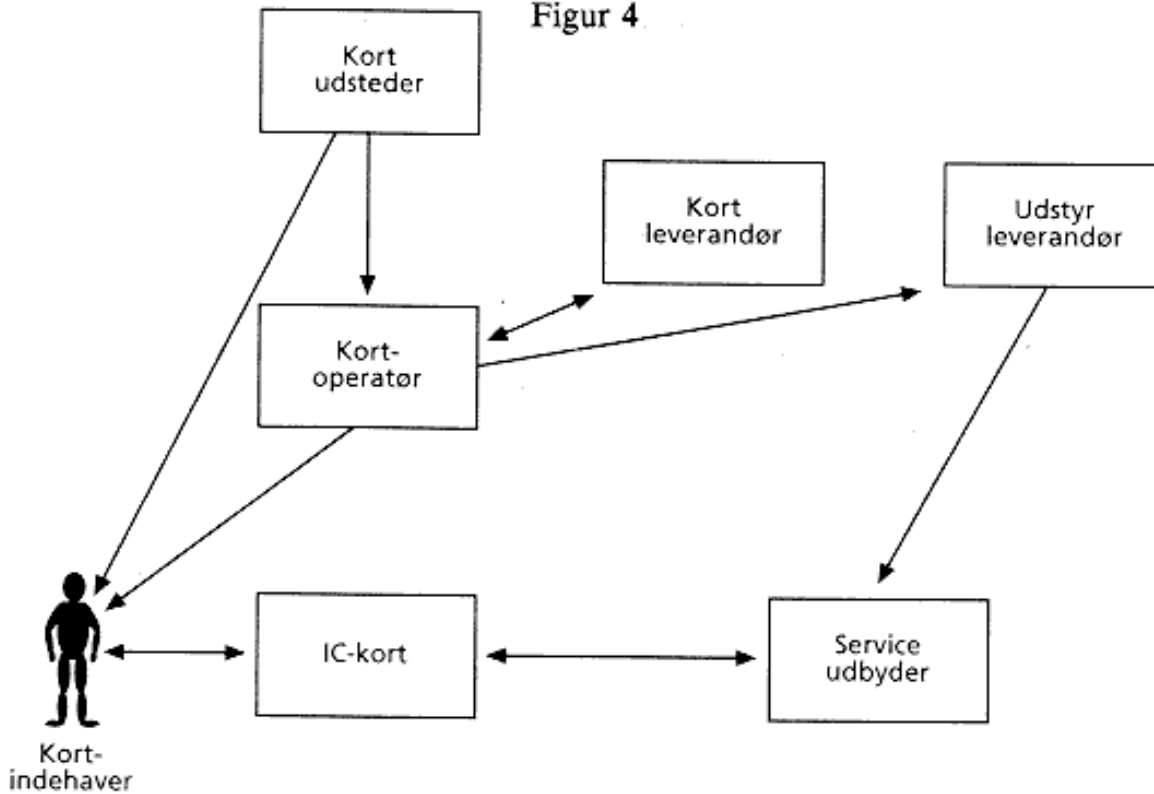 Figur 4
Kort
udsteder
Kort
leverandør
Udstyr
leverandør
Kort-
operatør
IC-kort
Service
udbyder
Kort-
indehaver